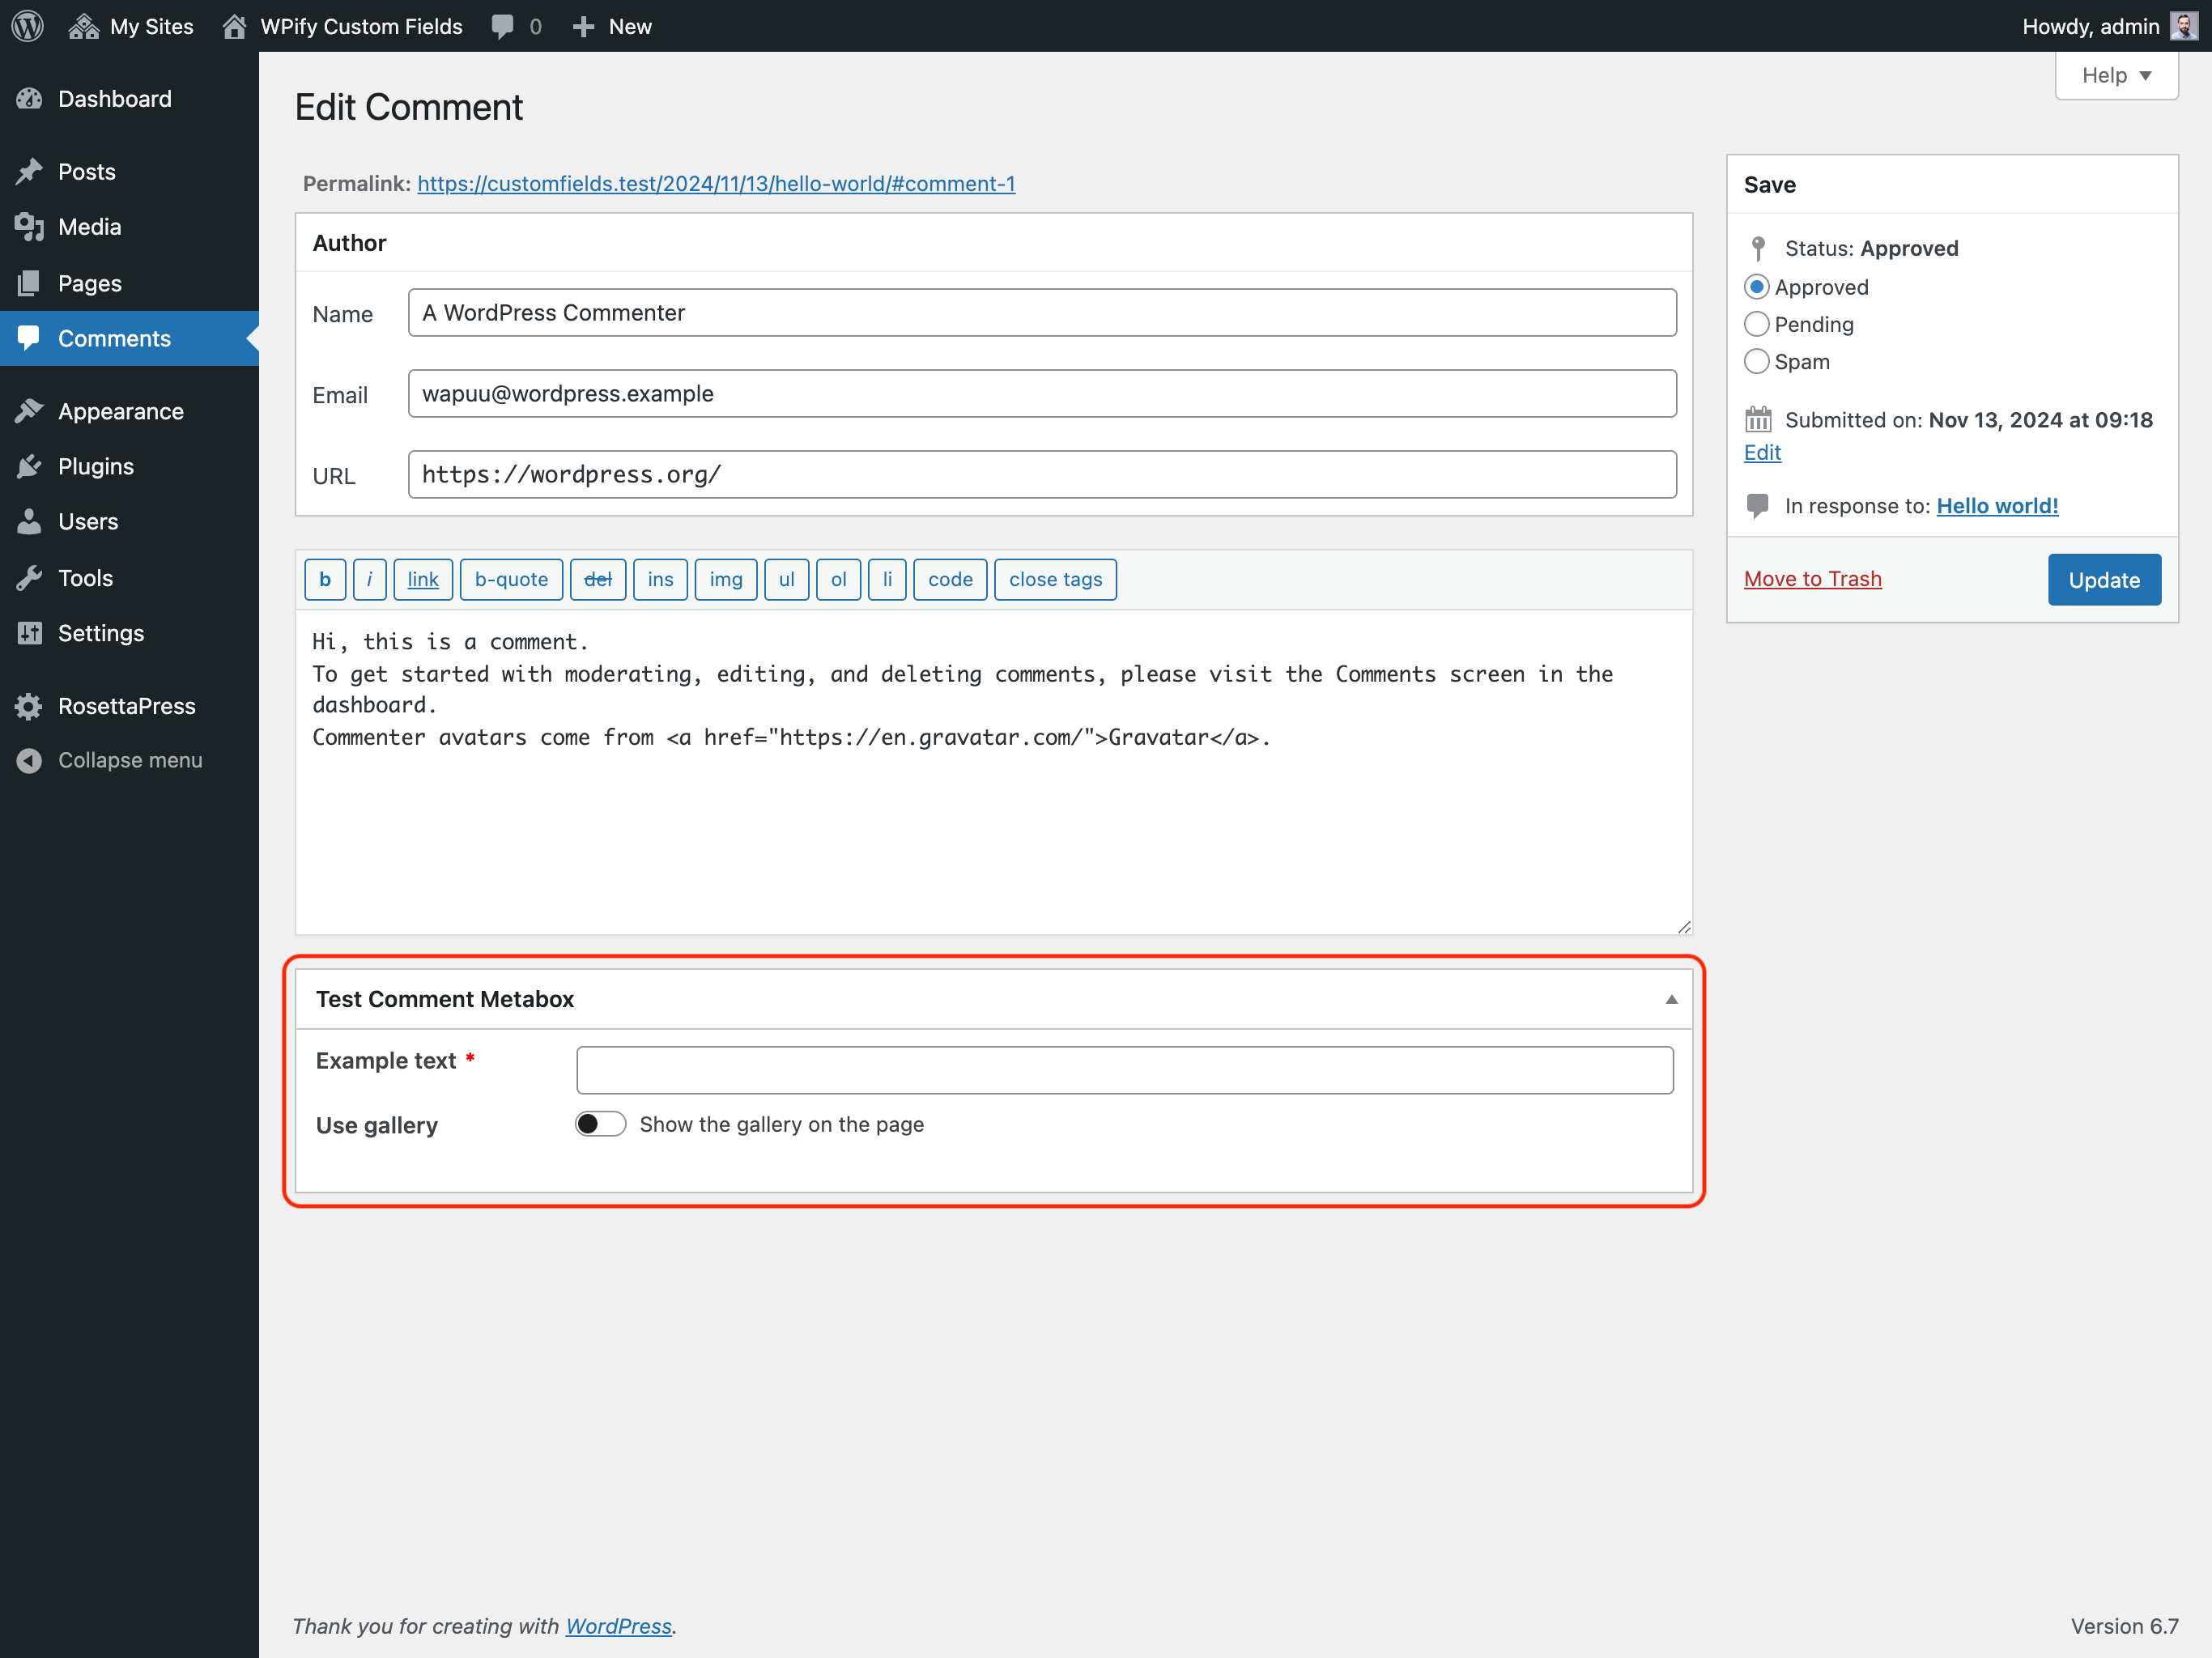 My Sites WPify Custom Fields 0 New Howdy, admin
Help
Dashboard
Posts
Media
Pages
Comments
Appearance
Plugins
Users
Tools
Settings
RosettaPress
Collapse menu
Edit Comment
Permalink: https://customfields.test/2024/11/13/hello-world/#comment-1
Author
Name A WordPress Commenter
Email wapuu@wordpress.example
URL https://wordpress.org/
b i link b-quote del ins img ul ol li code close tags
Hi, this is a comment.
To get started with moderating, editing, and deleting comments, please visit the Comments screen in the
dashboard.
Commenter avatars come from <a href="https://en.gravatar.com/">Gravatar</a>.
Test Comment Metabox
Example text *
Use gallery Show the gallery on the page
Save
Status: Approved
Approved
Pending
Spam
Submitted on: Nov 13, 2024 at 09:18
Edit
In response to: Hello world!
Move to Trash Update
Thank you for creating with WordPress. Version 6.7